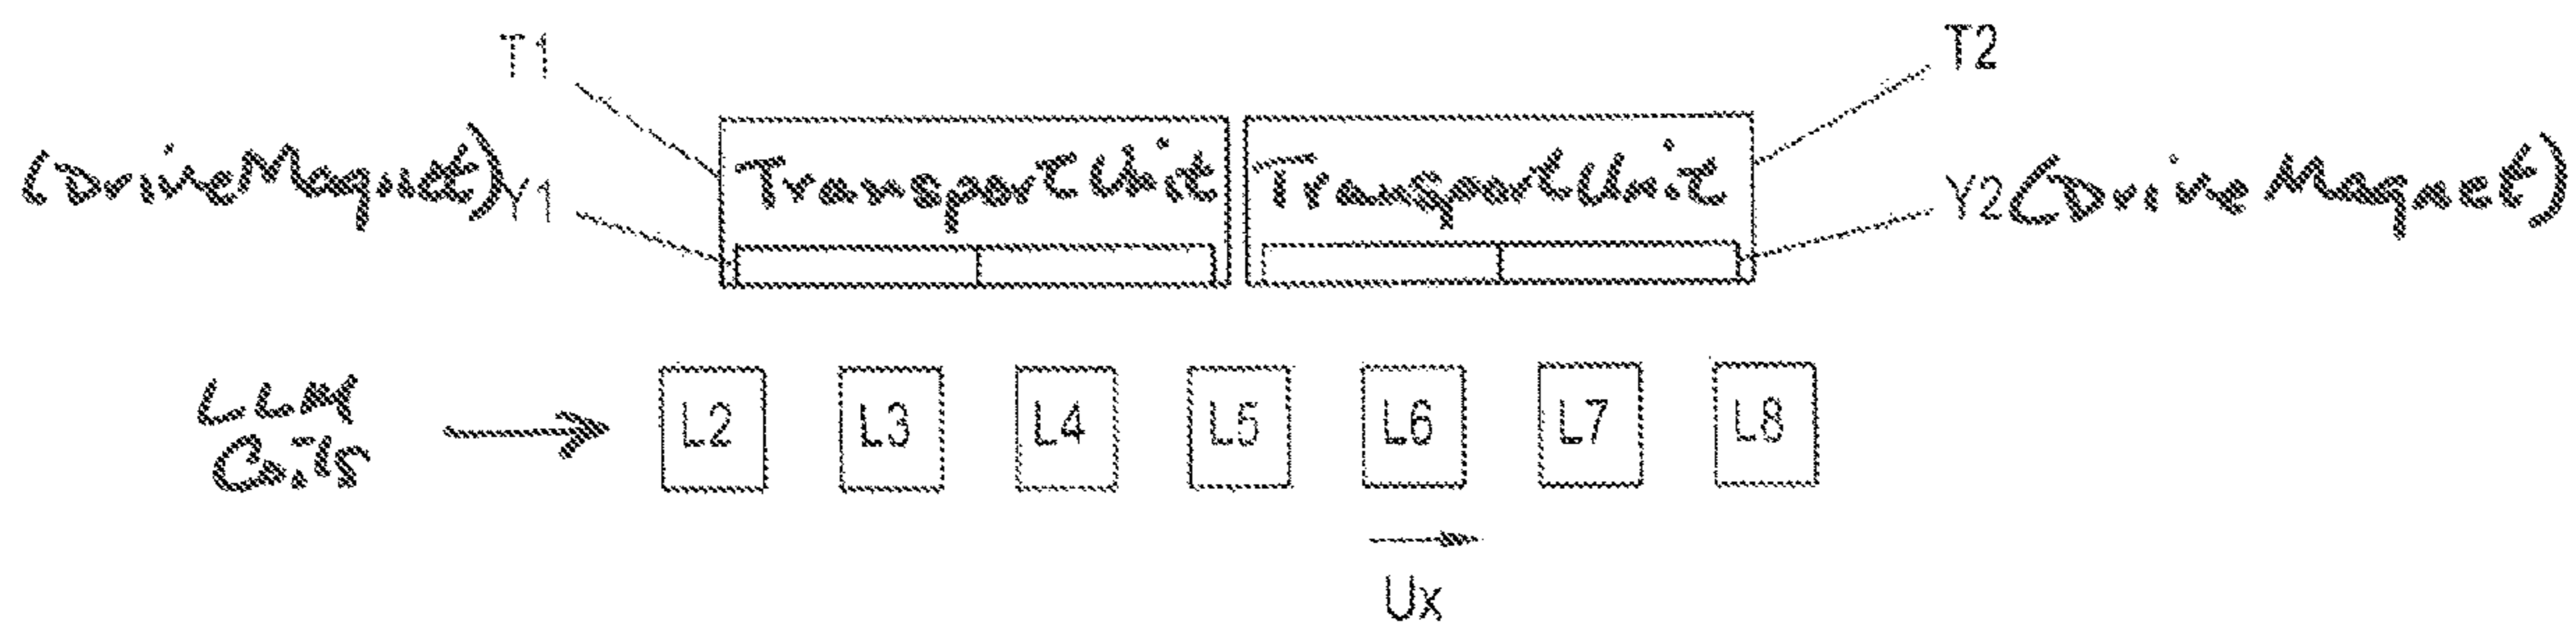 T1
T2
(DriveMagnet) Y1
TransportUnit
TransportUnit
Y2 (DriveMagnet)
LLM
Coils
L2 L3 L4 L5 L6 L7 L8
Ux